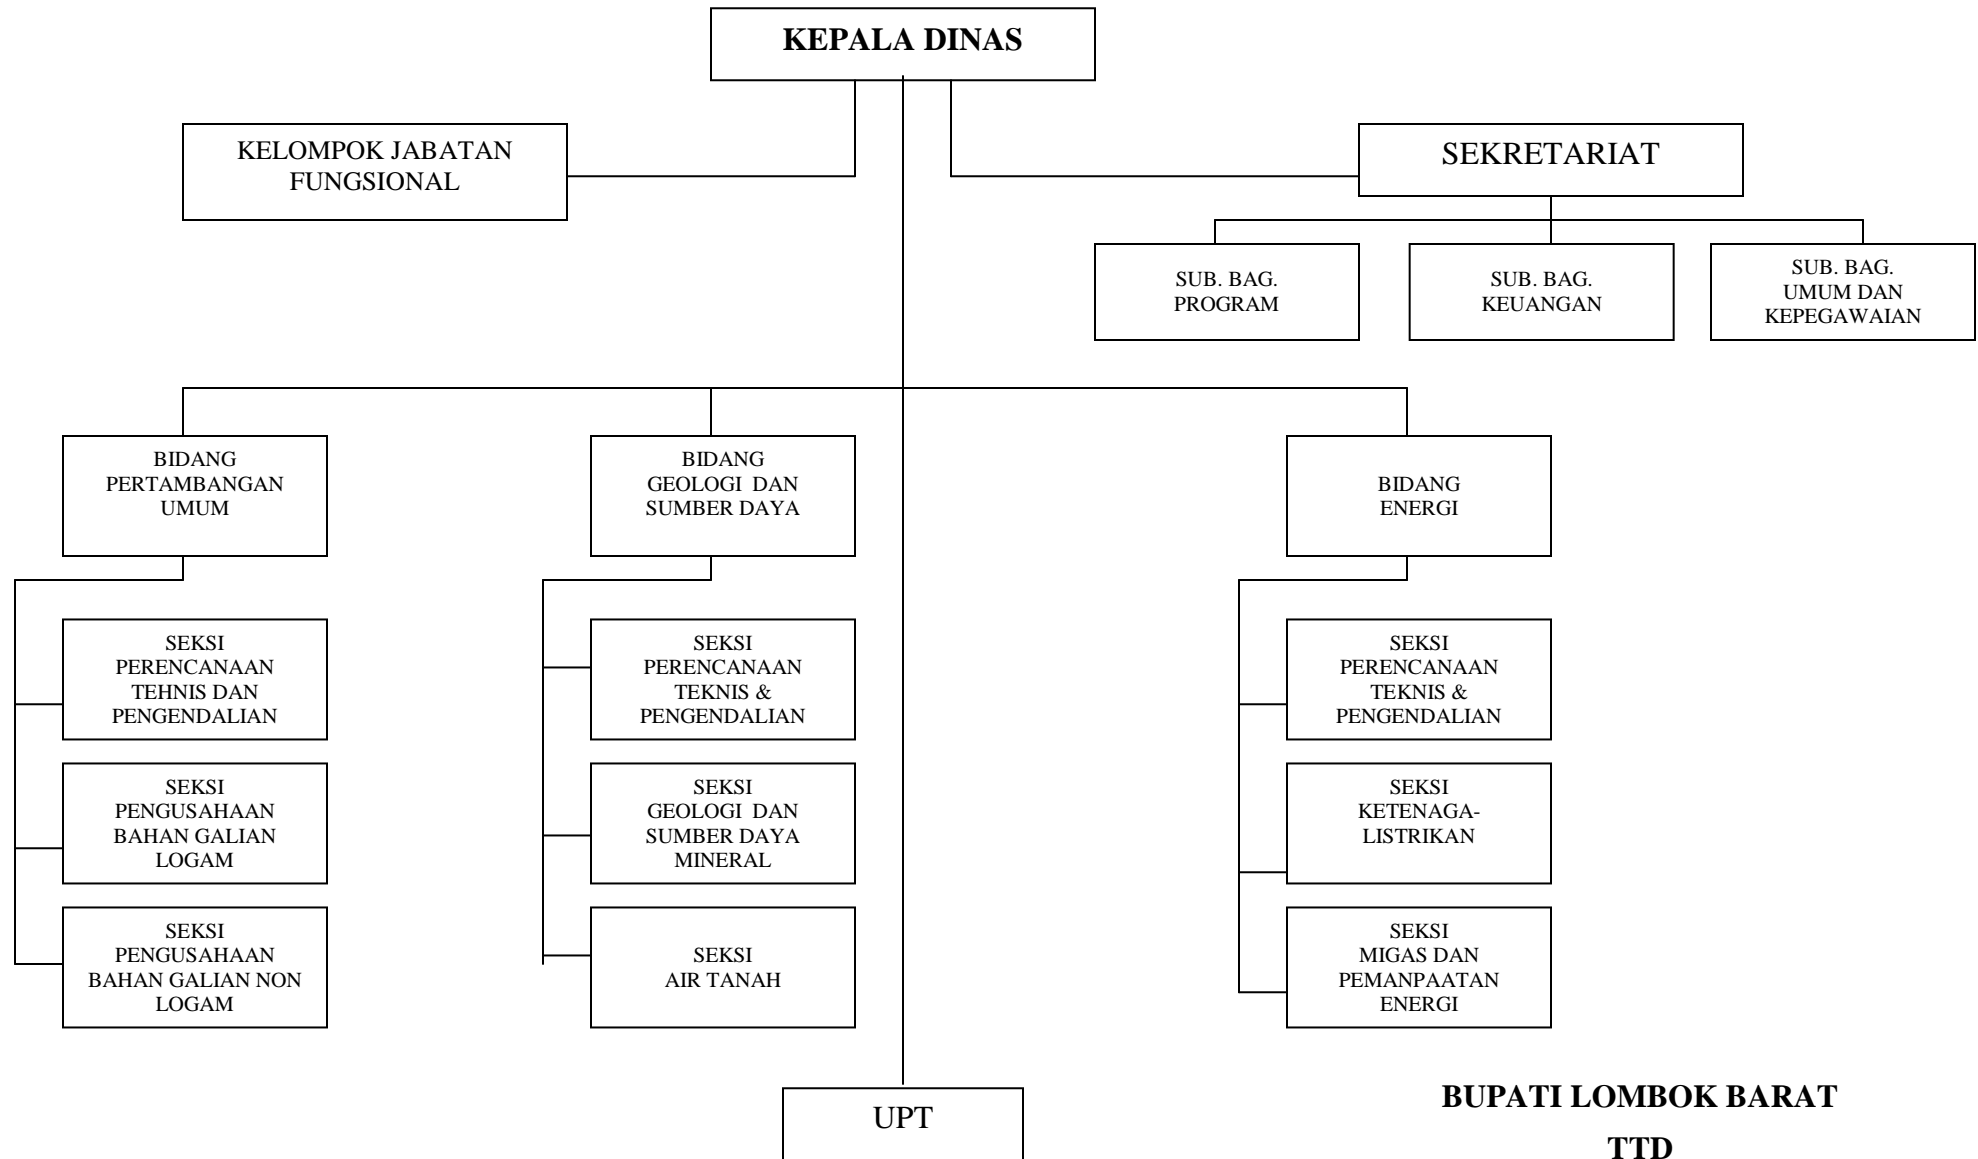 KEPALA DINAS
KELOMPOK JABATAN
FUNGSIONAL
SEKRETARIAT
SUB. BAG.
PROGRAM
SUB. BAG.
KEUANGAN
SUB. BAG.
UMUM DAN
KEPEGAWAIAN
BIDANG
PERTAMBANGAN
UMUM
BIDANG
GEOLOGI DAN
SUMBER DAYA
BIDANG
ENERGI
SEKSI
PERENCANAAN
TEHNIS DAN
PENGENDALIAN
SEKSI
PERENCANAAN
TEKNIS &
PENGENDALIAN
SEKSI
PERENCANAAN
TEKNIS &
PENGENDALIAN
SEKSI
PENGUSAHAAN
BAHAN GALIAN
LOGAM
SEKSI
GEOLOGI DAN
SUMBER DAYA
MINERAL
SEKSI
KETENAGA-
LISTRIKAN
SEKSI
PENGUSAHAAN
BAHAN GALIAN NON
LOGAM
SEKSI
AIR TANAH
SEKSI
MIGAS DAN
PEMANPAATAN
ENERGI
UPT
BUPATI LOMBOK BARAT
TTD